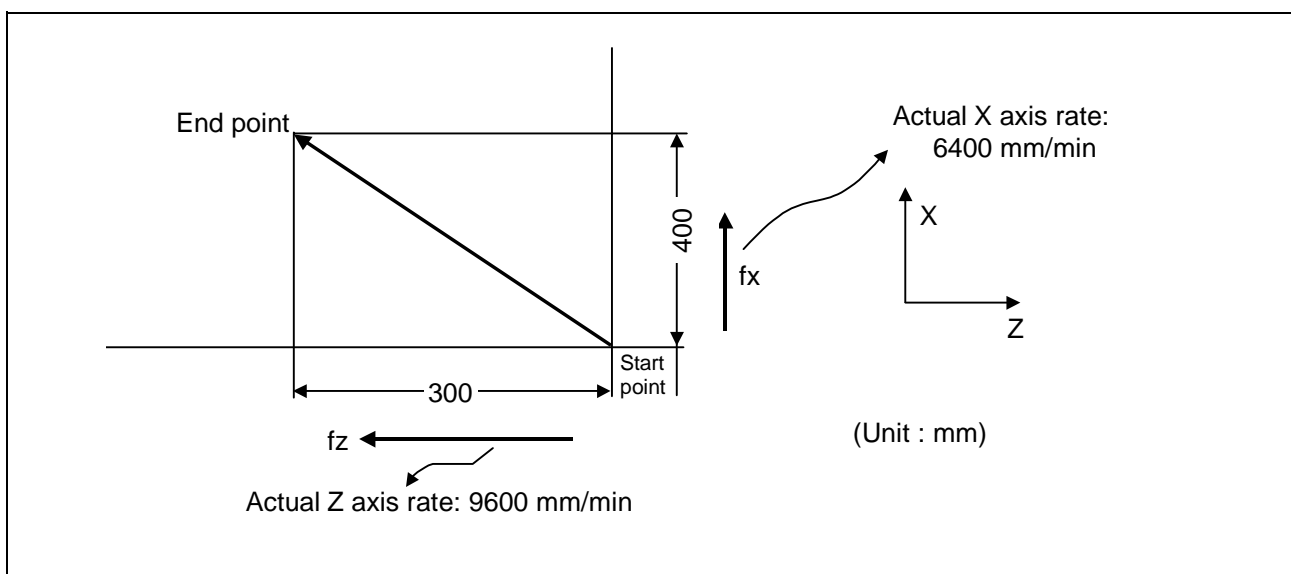 End point
Actual X axis rate:
6400 mm/min
X
400
fx
Z
Start
point
300
fz
(Unit : mm)
Actual Z axis rate: 9600 mm/min